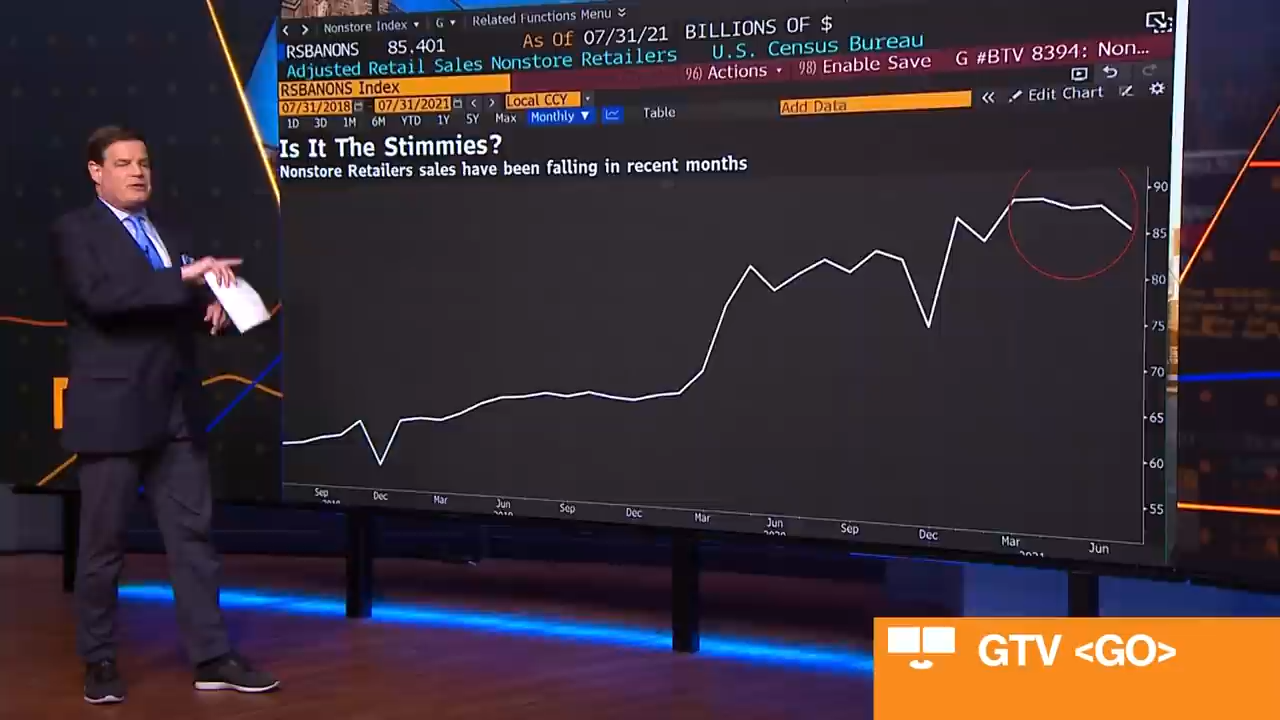 Nonstore Index G Related Functions Menu
RSBANONS 85.401 As Of 07/31/21 BILLIONS OF $
Adjusted Retail Sales Nonstore Retailers U.S. Census Bureau
RSBANONS Index 96) Actions 98) Enable Save G #BTV 8394: Non...
07/31/2018 - 07/31/2021 Local CCY Add Data « Edit Chart
1D 3D 1M 6M YTD 1Y 5Y Max Monthly ▼ Table
Is It The Stimmies?
Nonstore Retailers sales have been falling in recent months
90
85
80
75
70
65
60
55
Sep Dec Mar Jun Sep Dec Mar Jun Sep Dec Mar Jun
GTV <GO>